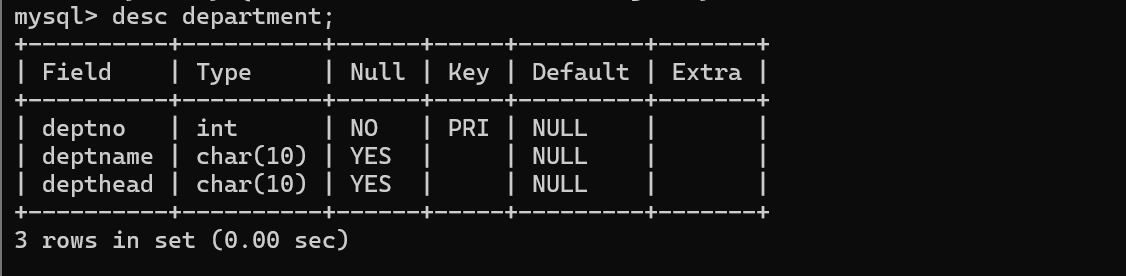 mysql> desc department;
+----------+----------+------+-----+---------+-------+
| Field    | Type     | Null | Key | Default | Extra |
+----------+----------+------+-----+---------+-------+
| deptno   | int      | NO   | PRI | NULL    |       |
| deptname | char(10) | YES  |     | NULL    |       |
| depthead | char(10) | YES  |     | NULL    |       |
+----------+----------+------+-----+---------+-------+
3 rows in set (0.00 sec)